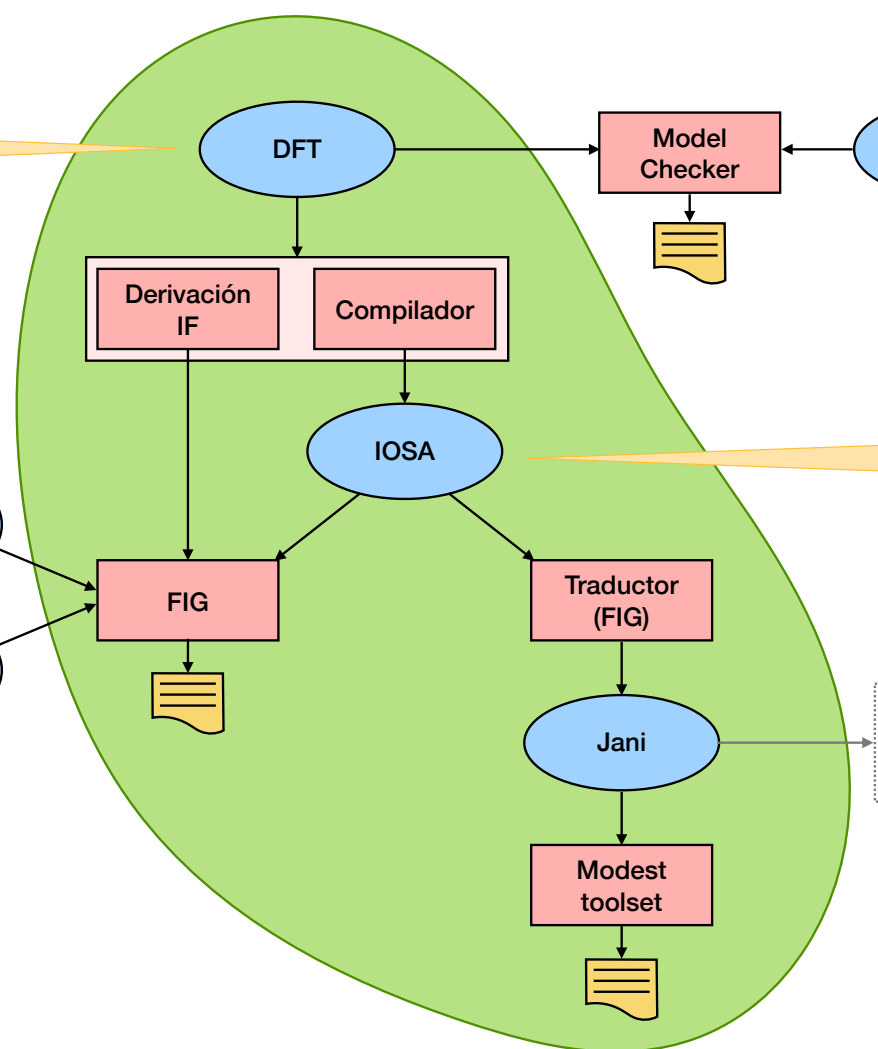 DFT
Model
Checker
Derivación
IF
Compilador
IOSA
FIG
Traductor
(FIG)
Jani
Modest
toolset